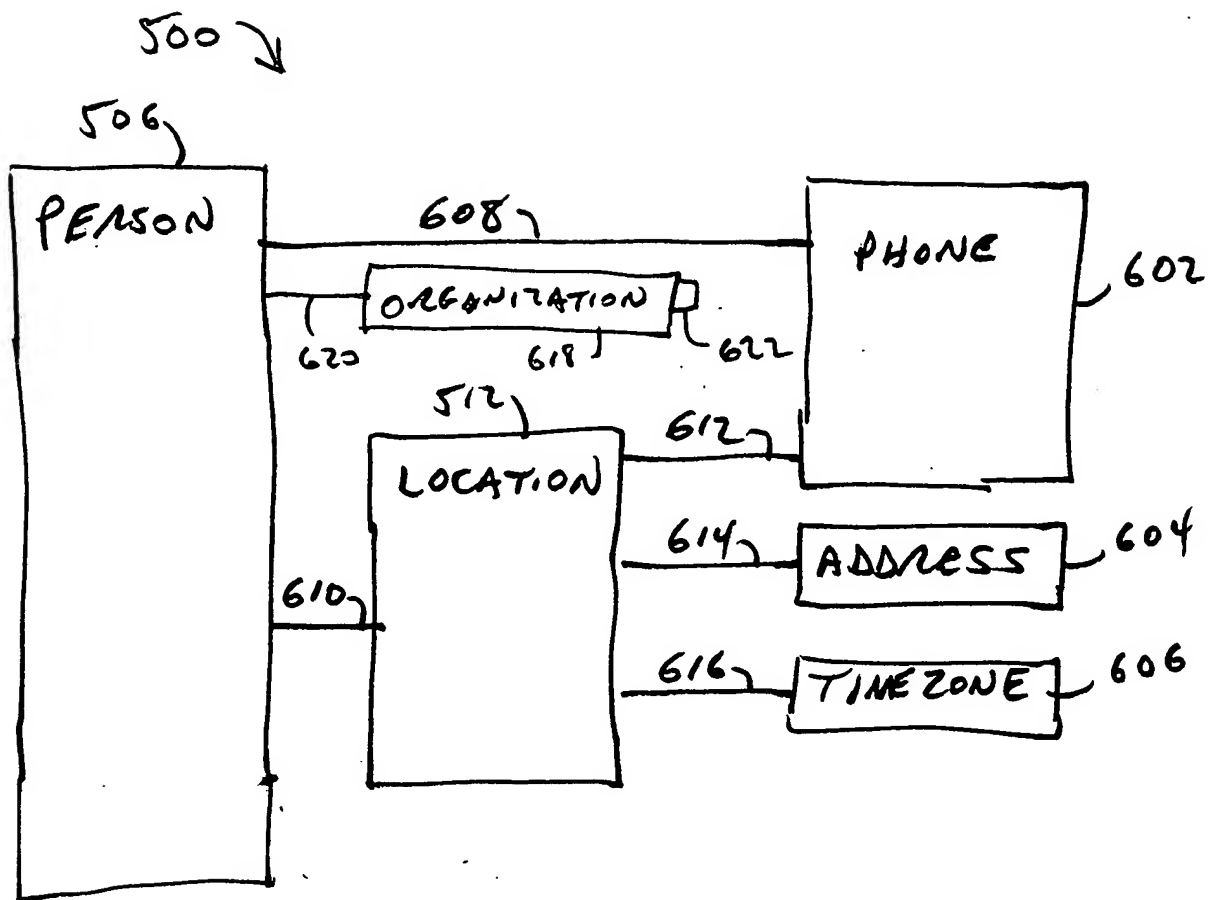 500
506
PERSON
608
PHONE
602
ORGANIZATION
620
618
622
512
612
LOCATION
614
ADDRESS
604
610
616
TIMEZONE
606